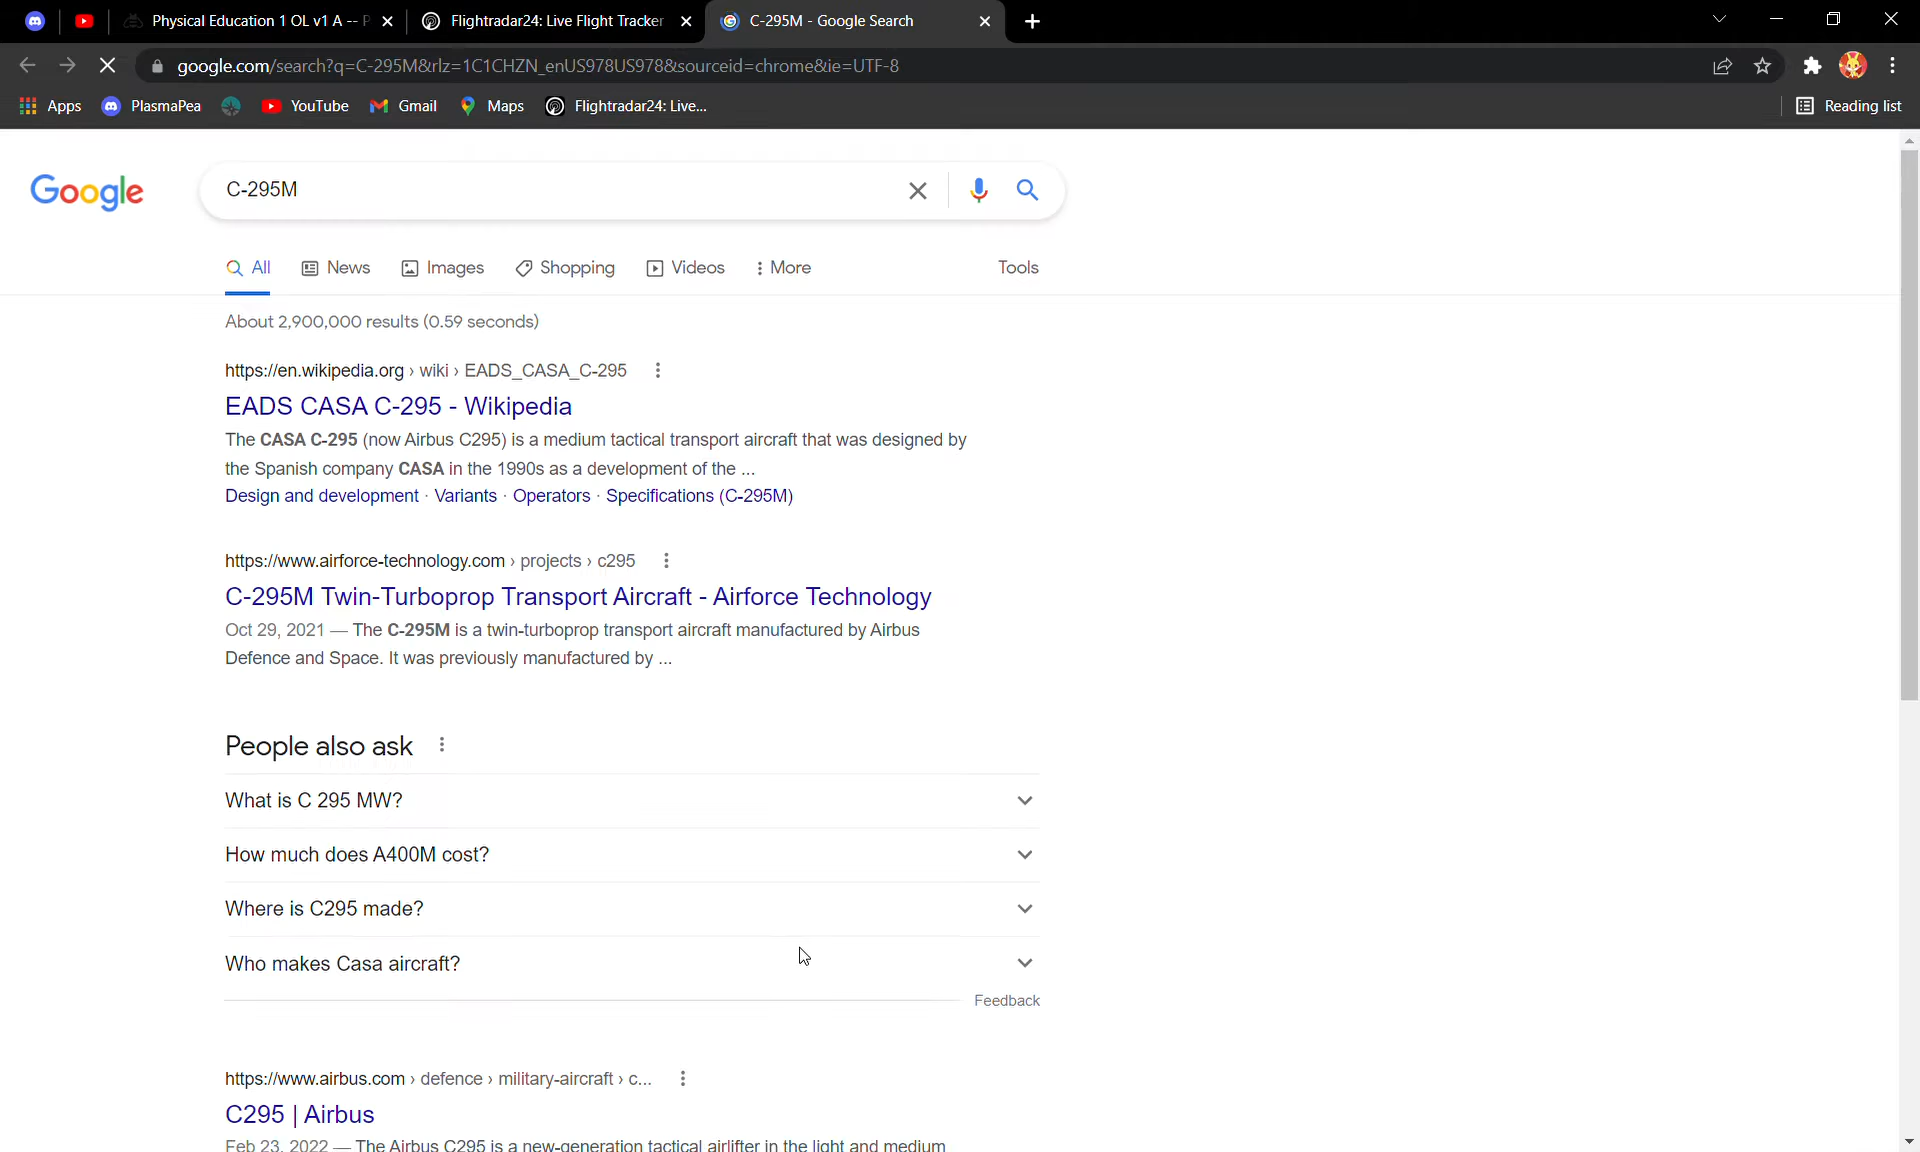 Physical Education 1 OL v1 A -- P
Flightradar24: Live Flight Tracker
C-295M - Google Search
google.com/search?q=C-295M&rlz=1C1CHZN_enUS978US978&sourceid=chrome&ie=UTF-8
Apps PlasmaPea YouTube Gmail Maps Flightradar24: Live... Reading list
Google
C-295M
All News Images Shopping Videos More Tools
About 2,900,000 results (0.59 seconds)
https://en.wikipedia.org › wiki › EADS_CASA_C-295
EADS CASA C-295 - Wikipedia
The CASA C-295 (now Airbus C295) is a medium tactical transport aircraft that was designed by
the Spanish company CASA in the 1990s as a development of the ...
Design and development · Variants · Operators · Specifications (C-295M)
https://www.airforce-technology.com › projects › c295
C-295M Twin-Turboprop Transport Aircraft - Airforce Technology
Oct 29, 2021 — The C-295M is a twin-turboprop transport aircraft manufactured by Airbus
Defence and Space. It was previously manufactured by ...
People also ask
What is C 295 MW?
How much does A400M cost?
Where is C295 made?
Who makes Casa aircraft?
Feedback
https://www.airbus.com › defence › military-aircraft › c...
C295 | Airbus
Feb 23, 2022 — The Airbus C295 is a new-generation tactical airlifter in the light and medium